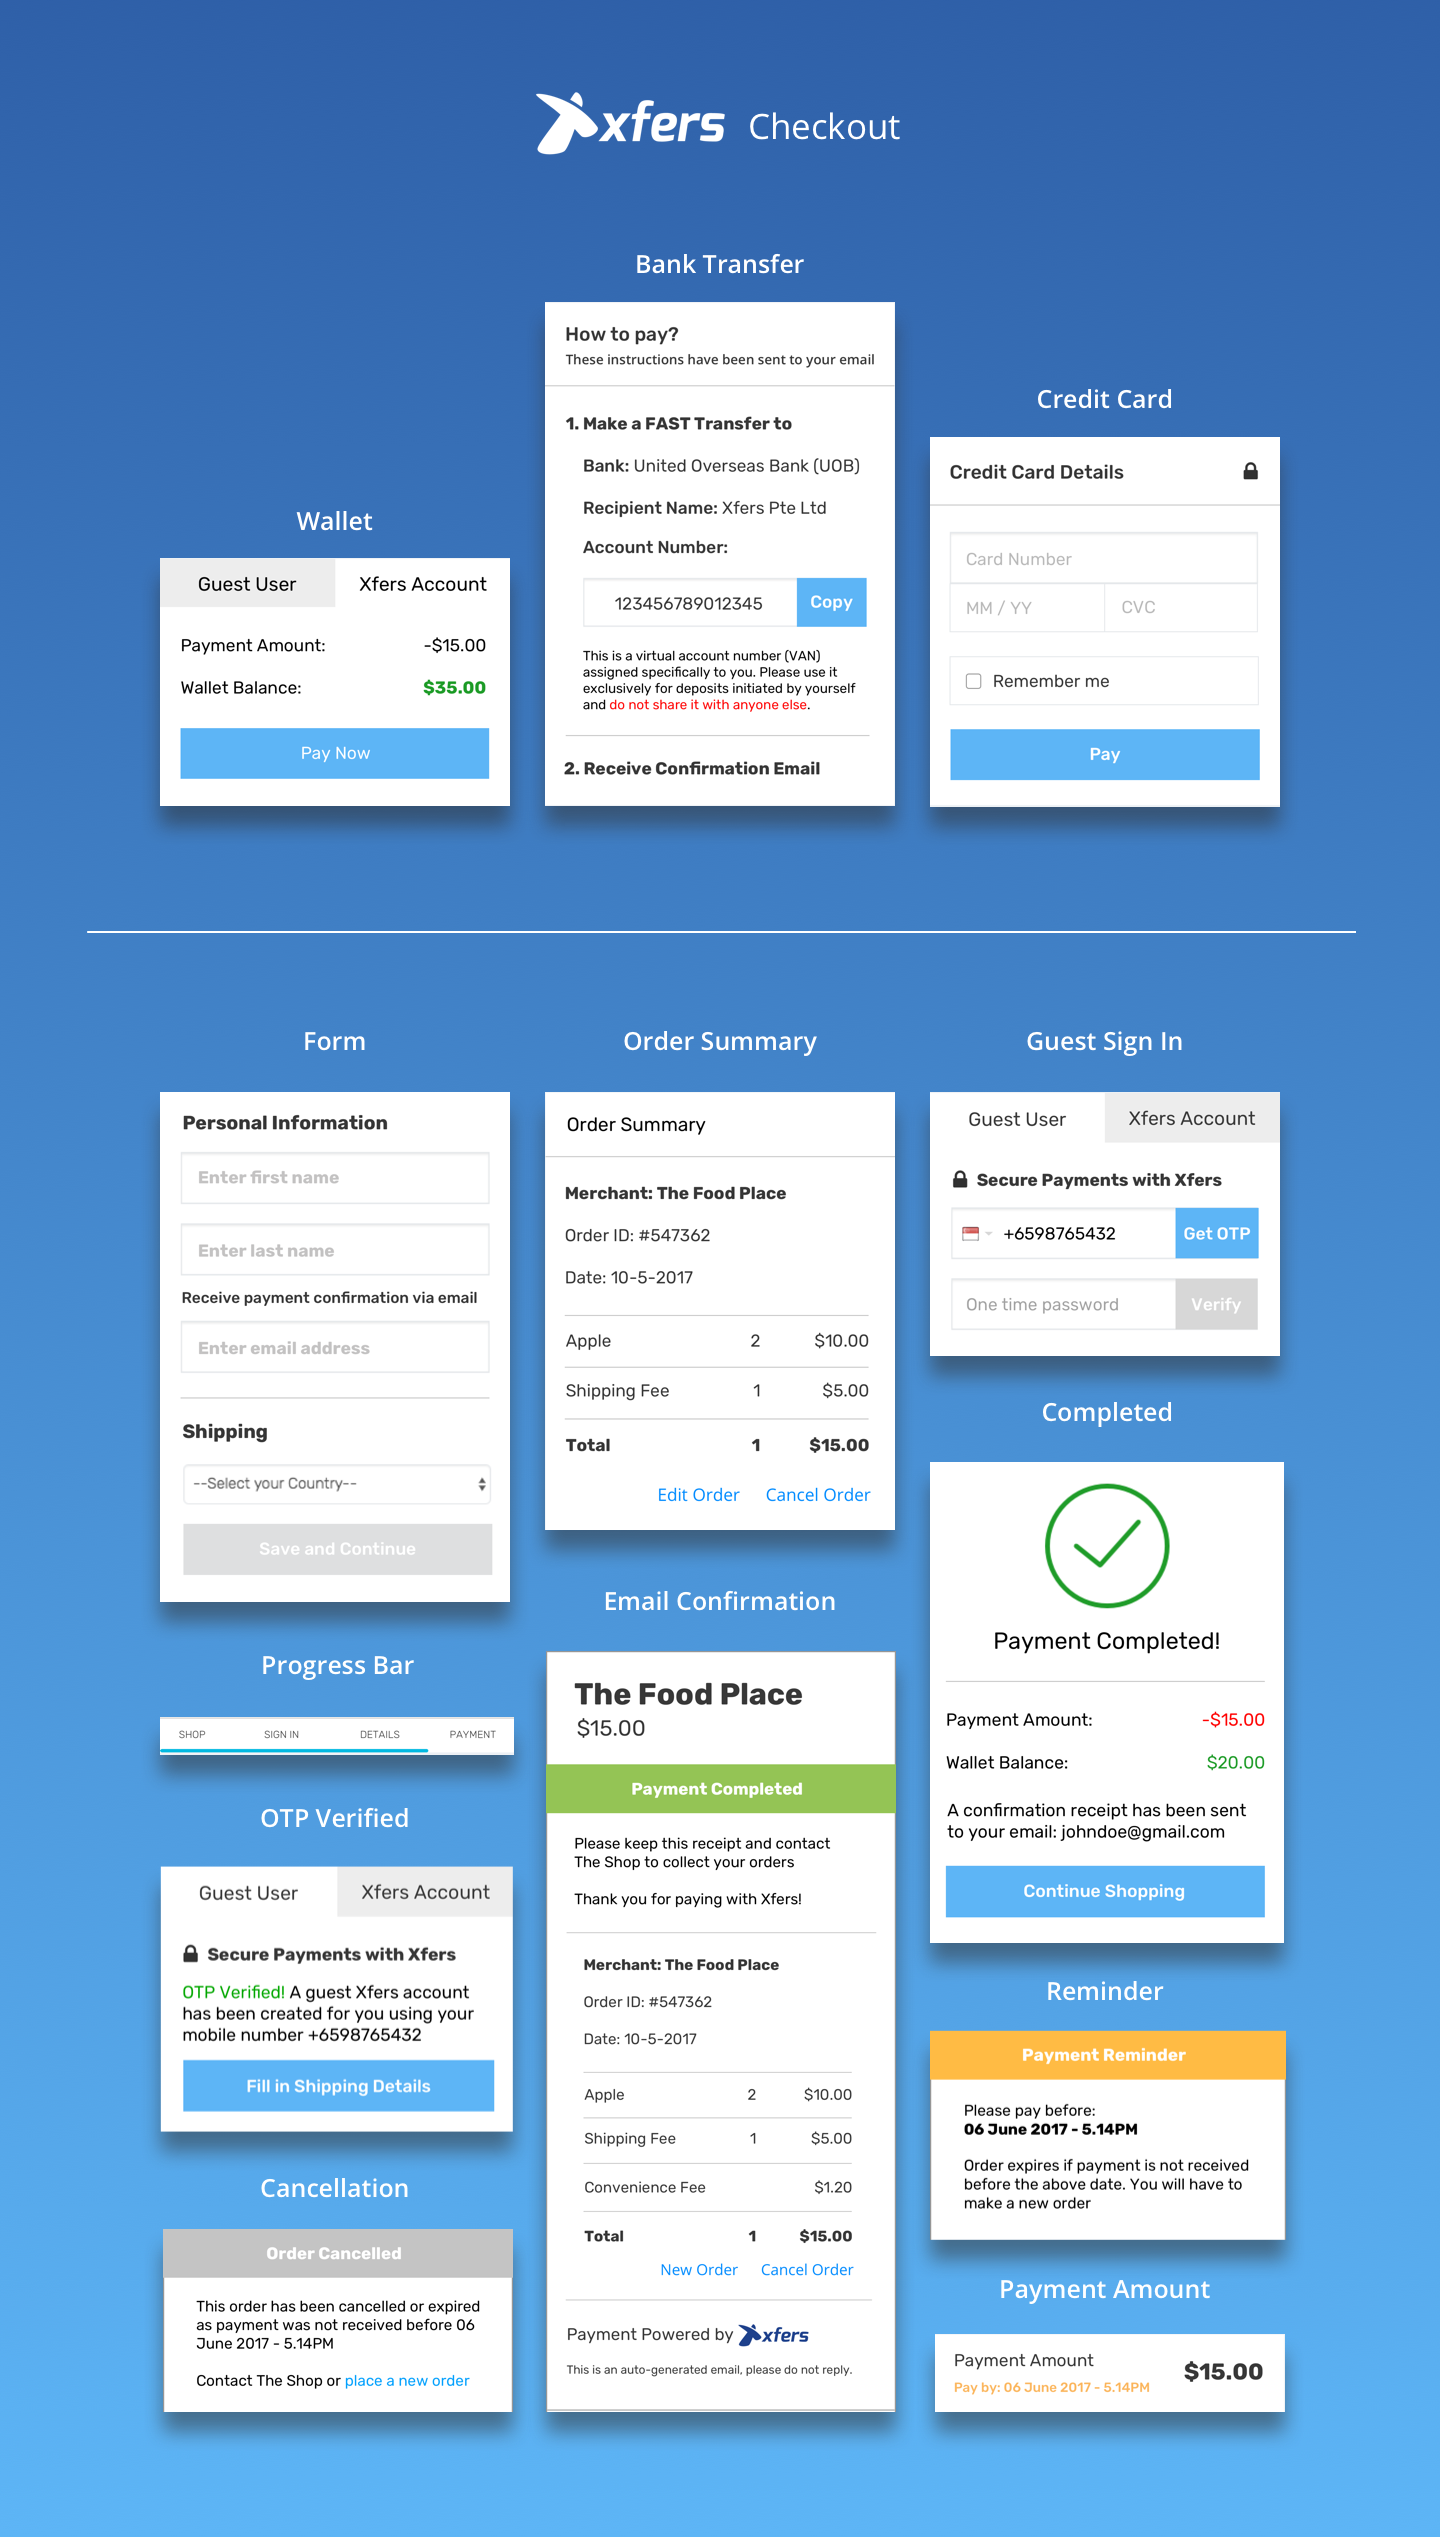 xfers Checkout
Bank Transfer
How to pay?
These instructions have been sent to your email
1. Make a FAST Transfer to
Bank: United Overseas Bank (UOB)
Recipient Name: Xfers Pte Ltd
Account Number:
123456789012345 Copy
This is a virtual account number (VAN)
assigned specifically to you. Please use it
exclusively for deposits initiated by yourself
and do not share it with anyone else.
2. Receive Confirmation Email
Credit Card
Credit Card Details
Card Number
MM / YY CVC
Remember me
Pay
Wallet
Guest User Xfers Account
Payment Amount: -$15.00
Wallet Balance: $35.00
Pay Now
Form
Personal Information
Enter first name
Enter last name
Receive payment confirmation via email
Enter email address
Shipping
--Select your Country--
Save and Continue
Progress Bar
SHOP SIGN IN DETAILS PAYMENT
OTP Verified
Guest User Xfers Account
Secure Payments with Xfers
OTP Verified! A guest Xfers account
has been created for you using your
mobile number +6598765432
Fill in Shipping Details
Cancellation
Order Cancelled
This order has been cancelled or expired
as payment was not received before 06
June 2017 - 5.14PM
Contact The Shop or place a new order
Order Summary
Order Summary
Merchant: The Food Place
Order ID: #547362
Date: 10-5-2017
Apple 2 $10.00
Shipping Fee 1 $5.00
Total 1 $15.00
Edit Order Cancel Order
Email Confirmation
The Food Place
$15.00
Payment Completed
Please keep this receipt and contact
The Shop to collect your orders
Thank you for paying with Xfers!
Merchant: The Food Place
Order ID: #547362
Date: 10-5-2017
Apple 2 $10.00
Shipping Fee 1 $5.00
Convenience Fee $1.20
Total 1 $15.00
New Order Cancel Order
Payment Powered by xfers
This is an auto-generated email, please do not reply.
Guest Sign In
Guest User Xfers Account
Secure Payments with Xfers
+6598765432 Get OTP
One time password Verify
Completed
Payment Completed!
Payment Amount: -$15.00
Wallet Balance: $20.00
A confirmation receipt has been sent
to your email: johndoe@gmail.com
Continue Shopping
Reminder
Payment Reminder
Please pay before:
06 June 2017 - 5.14PM
Order expires if payment is not received
before the above date. You will have to
make a new order
Payment Amount
Payment Amount $15.00
Pay by: 06 June 2017 - 5.14PM